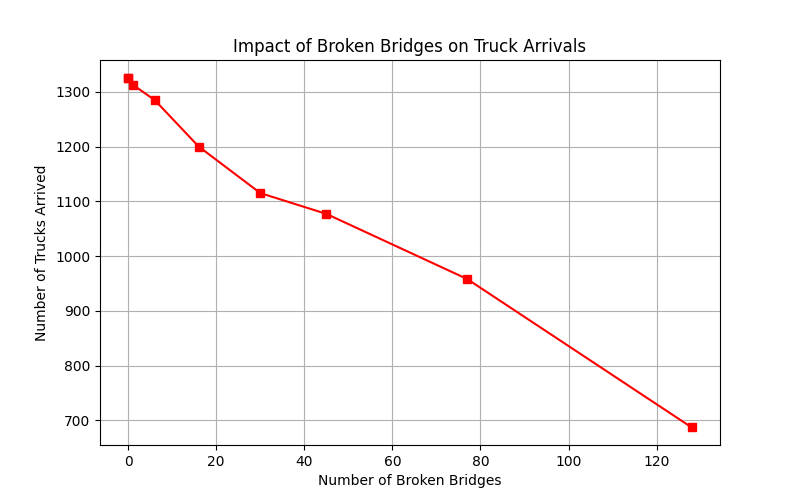 Impact of Broken Bridges on Truck Arrivals
Number of Trucks Arrived
1300
1200
1100
1000
900
800
700
0 20 40 60 80 100 120
Number of Broken Bridges